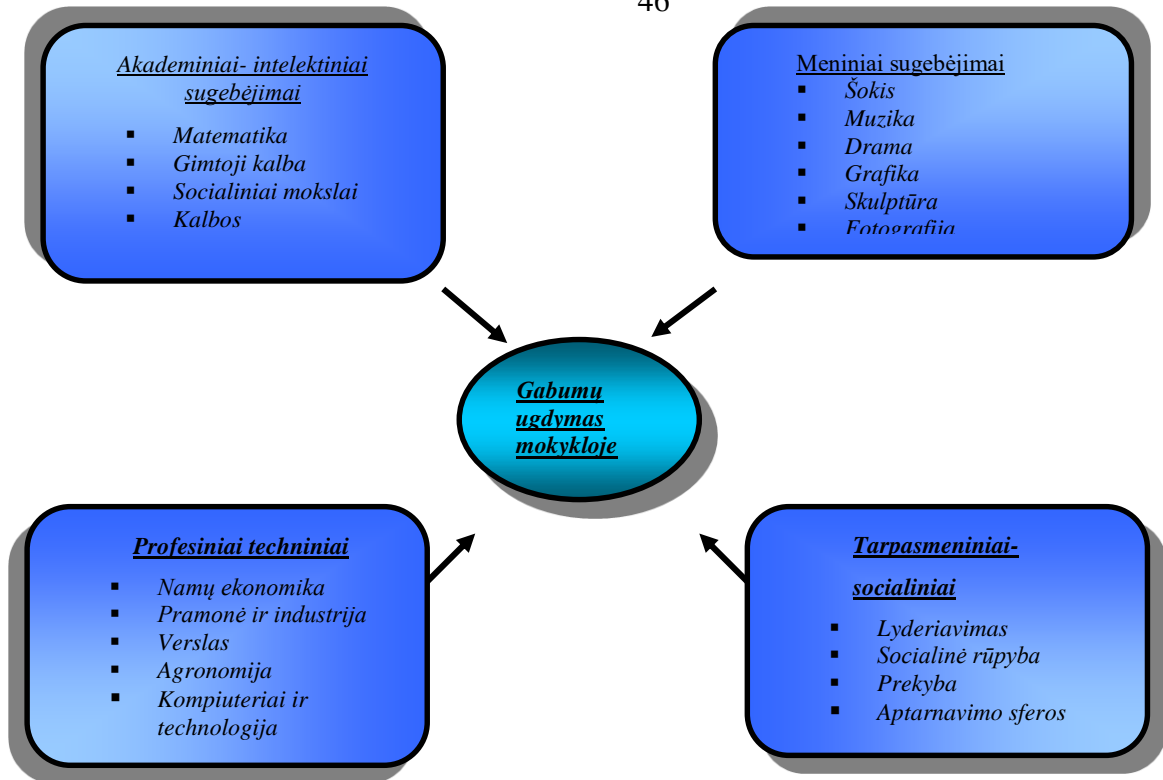 46
Akademiniai- intelektiniai
sugebėjimai
▪ Matematika
▪ Gimtoji kalba
▪ Socialiniai mokslai
▪ Kalbos
Meniniai sugebėjimai
▪ Šokis
▪ Muzika
▪ Drama
▪ Grafika
▪ Skulptūra
▪ Fotografija
Gabumų
ugdymas
mokykloje
Profesiniai techniniai
▪ Namų ekonomika
▪ Pramonė ir industrija
▪ Verslas
▪ Agronomija
▪ Kompiuteriai ir
technologija
Tarpasmeniniai-
socialiniai
▪ Lyderiavimas
▪ Socialinė rūpyba
▪ Prekyba
▪ Aptarnavimo sferos